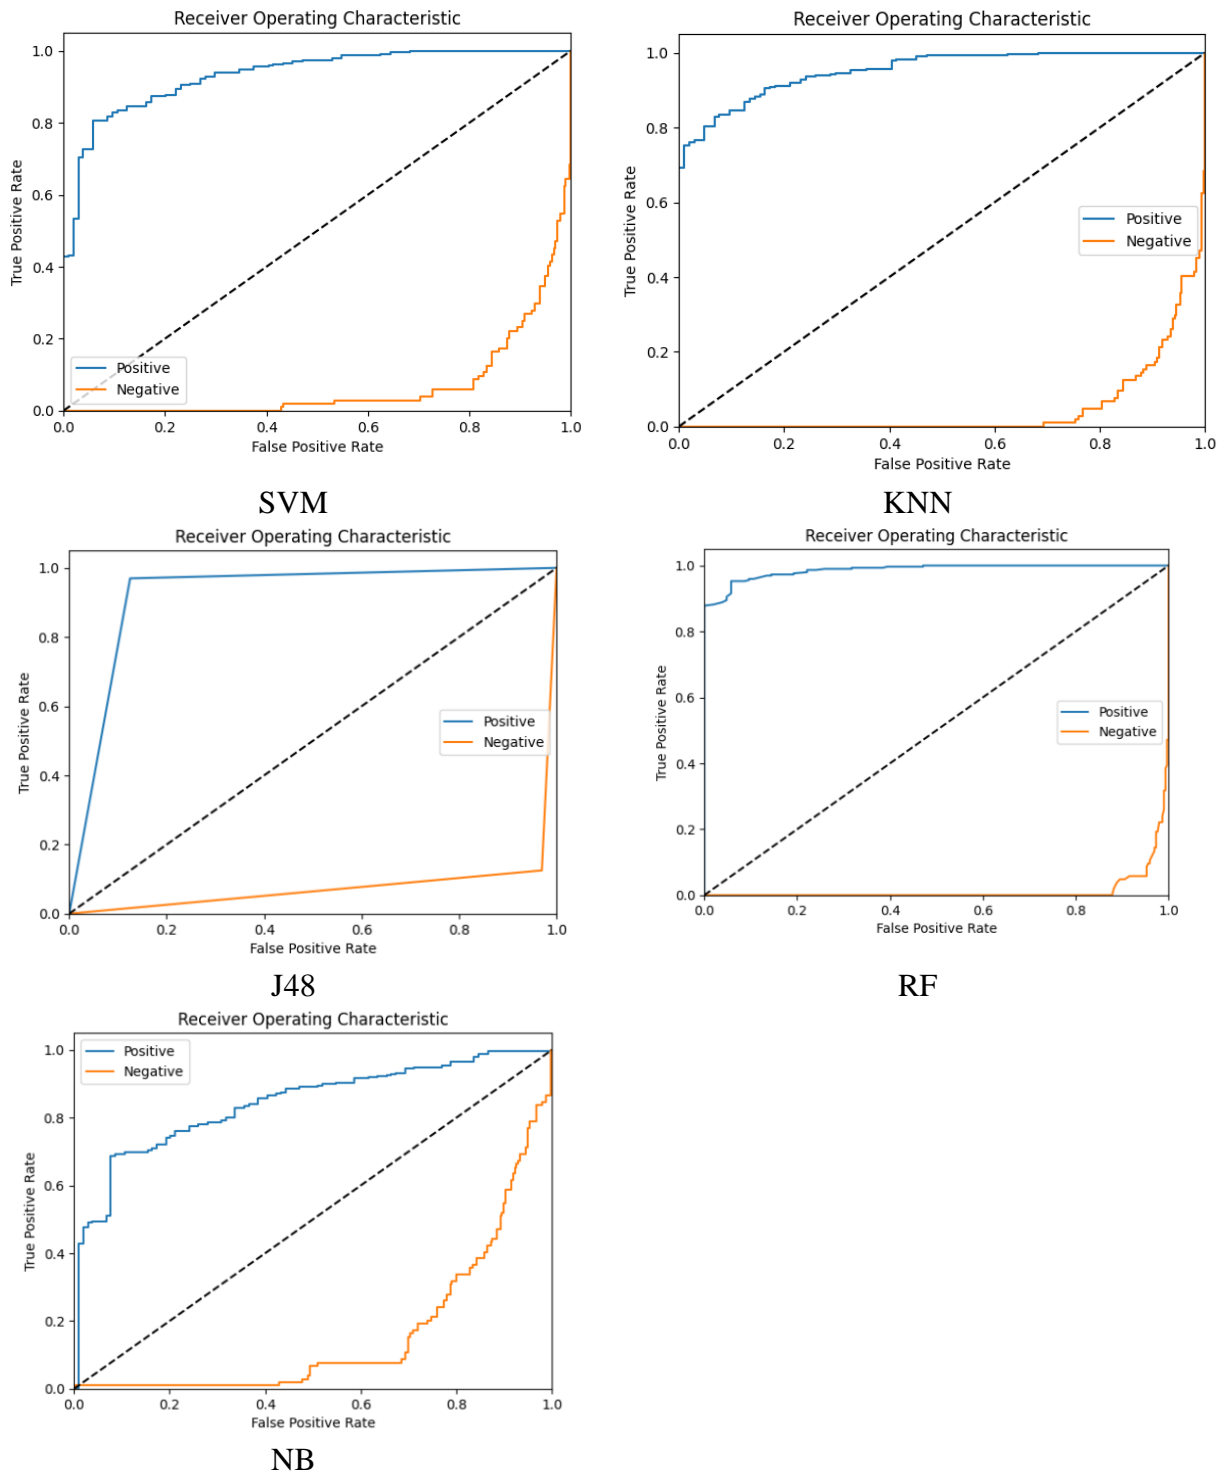 Receiver Operating Characteristic
True Positive Rate
1.0
0.8
0.6
0.4
0.2
0.0
Positive
Negative
0.0 0.2 0.4 0.6 0.8 1.0
False Positive Rate
SVM
Receiver Operating Characteristic
True Positive Rate
1.0
0.8
0.6
0.4
0.2
0.0
Positive
Negative
0.0 0.2 0.4 0.6 0.8 1.0
False Positive Rate
KNN
Receiver Operating Characteristic
True Positive Rate
1.0
0.8
0.6
0.4
0.2
0.0
Positive
Negative
0.0 0.2 0.4 0.6 0.8 1.0
False Positive Rate
J48
Receiver Operating Characteristic
True Positive Rate
1.0
0.8
0.6
0.4
0.2
0.0
Positive
Negative
0.0 0.2 0.4 0.6 0.8 1.0
False Positive Rate
RF
Receiver Operating Characteristic
True Positive Rate
1.0
0.8
0.6
0.4
0.2
0.0
Positive
Negative
0.0 0.2 0.4 0.6 0.8 1.0
False Positive Rate
NB